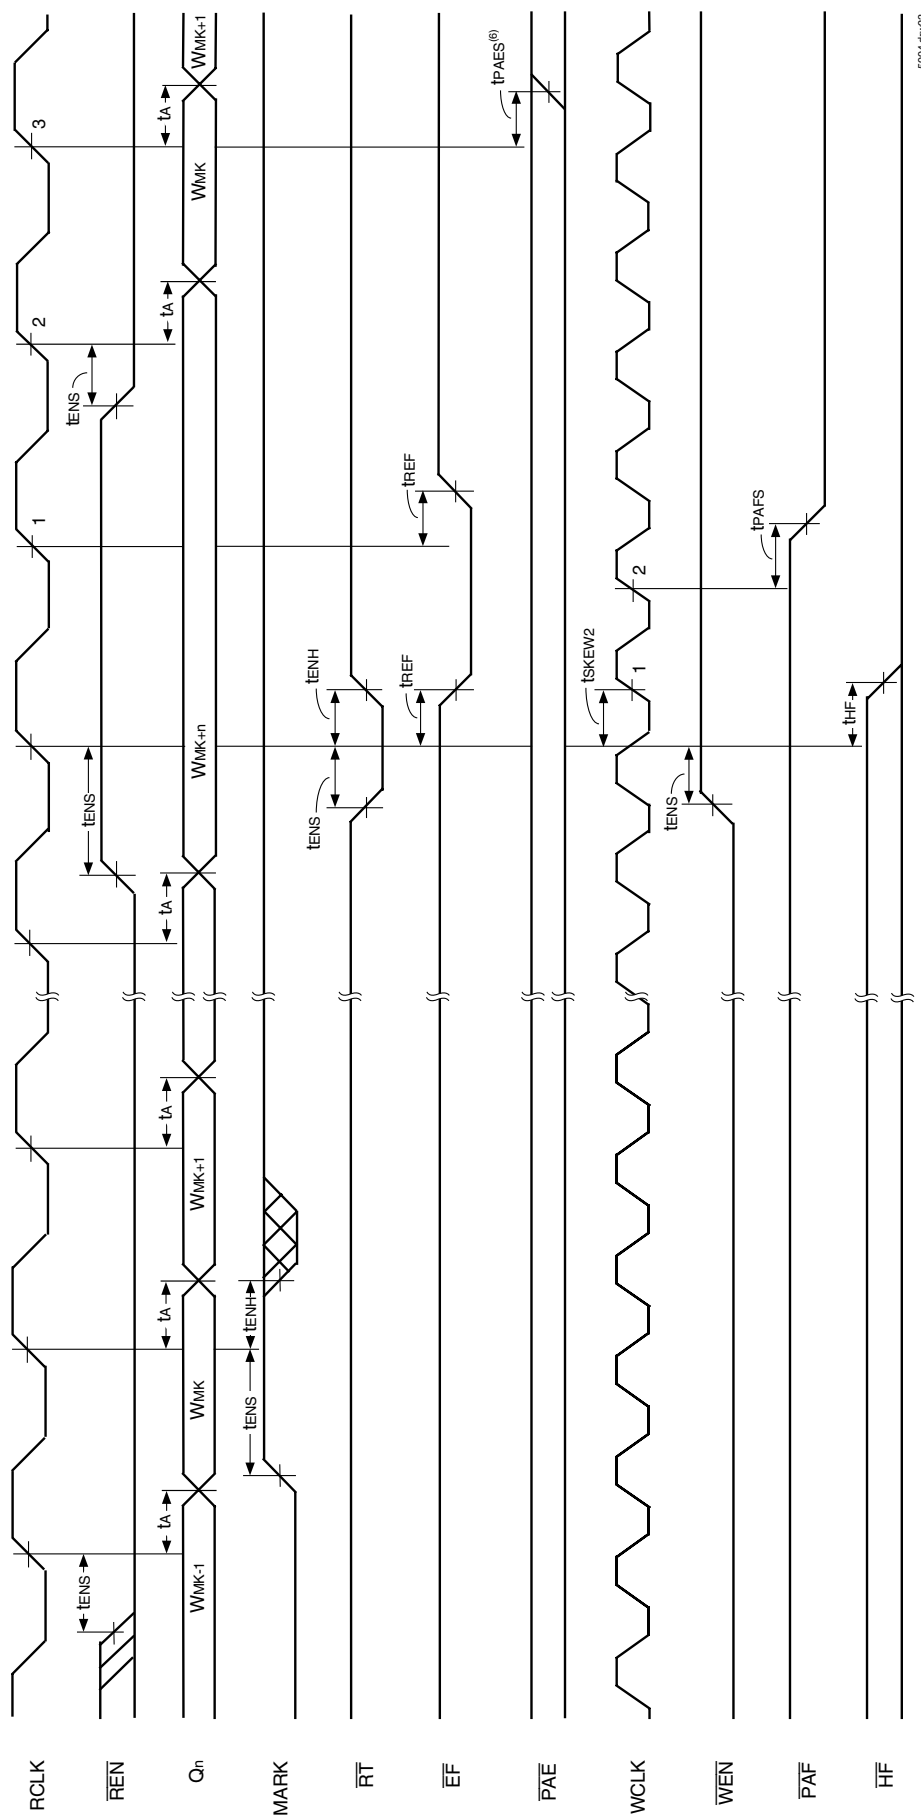 RCLK 1 2 3
REN tENS tENS tENS
tA tA tA tA tA tA
Qn WMK-1 WMK WMK+1 WMK+n WMK WMK+1
MARK tENS tENH
RT tENS tENH
EF tREF tREF
PAE tPAES(6)
tSKEW2
WCLK 1 2
WEN tENS
PAF tPAFS
HF tHF